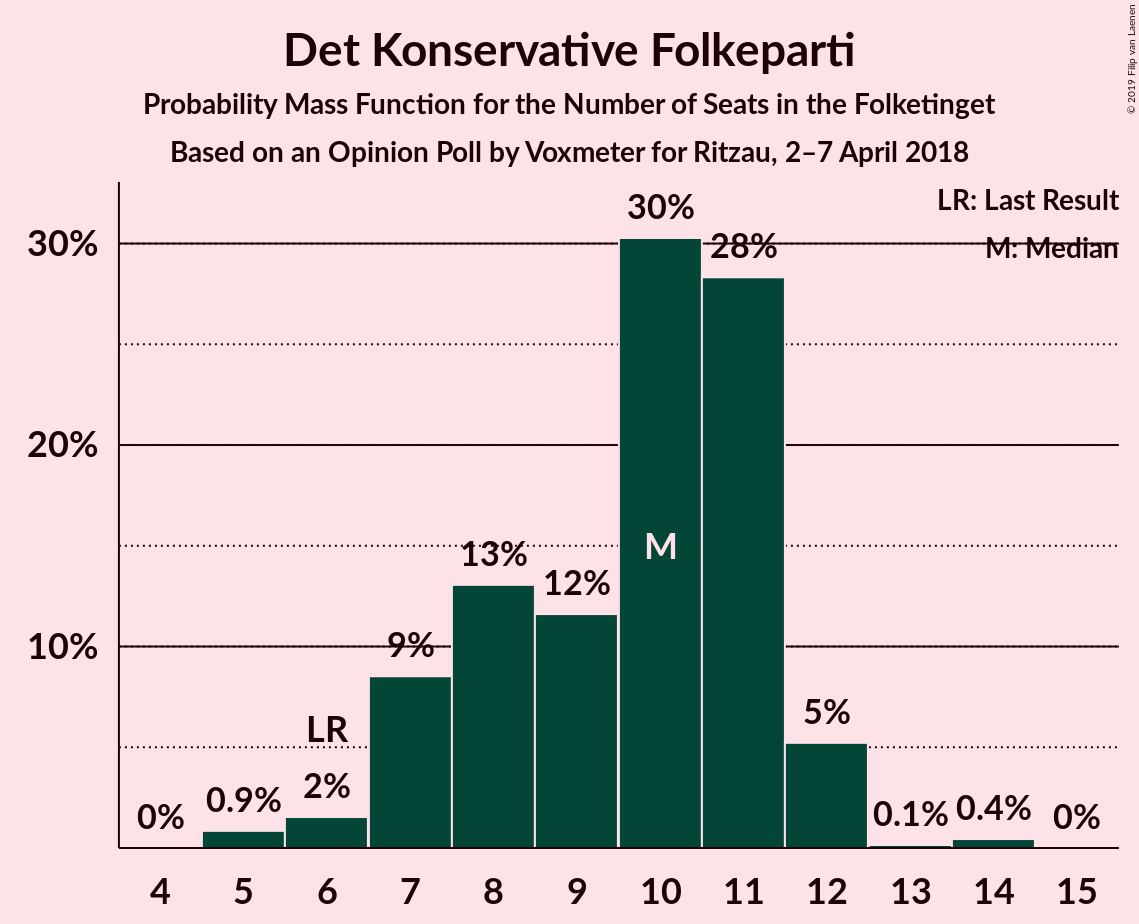 Det Konservative Folkeparti
Probability Mass Function for the Number of Seats in the Folketinget
Based on an Opinion Poll by Voxmeter for Ritzau, 2–7 April 2018
© 2019 Filip van Laenen
LR: Last Result
M: Median
30%
20%
10%
0%
0.9%
LR
2%
9%
13%
12%
30%
M
28%
5%
0.1%
0.4%
0%
4 5 6 7 8 9 10 11 12 13 14 15